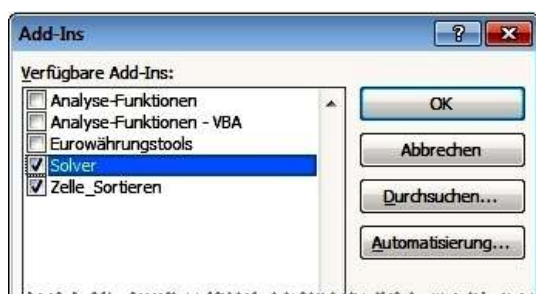 Add-Ins
Verfügbare Add-Ins:
Analyse-Funktionen
Analyse-Funktionen - VBA
Eurowährungstools
Solver
Zelle_Sortieren
OK
Abbrechen
Durchsuchen...
Automatisierung...